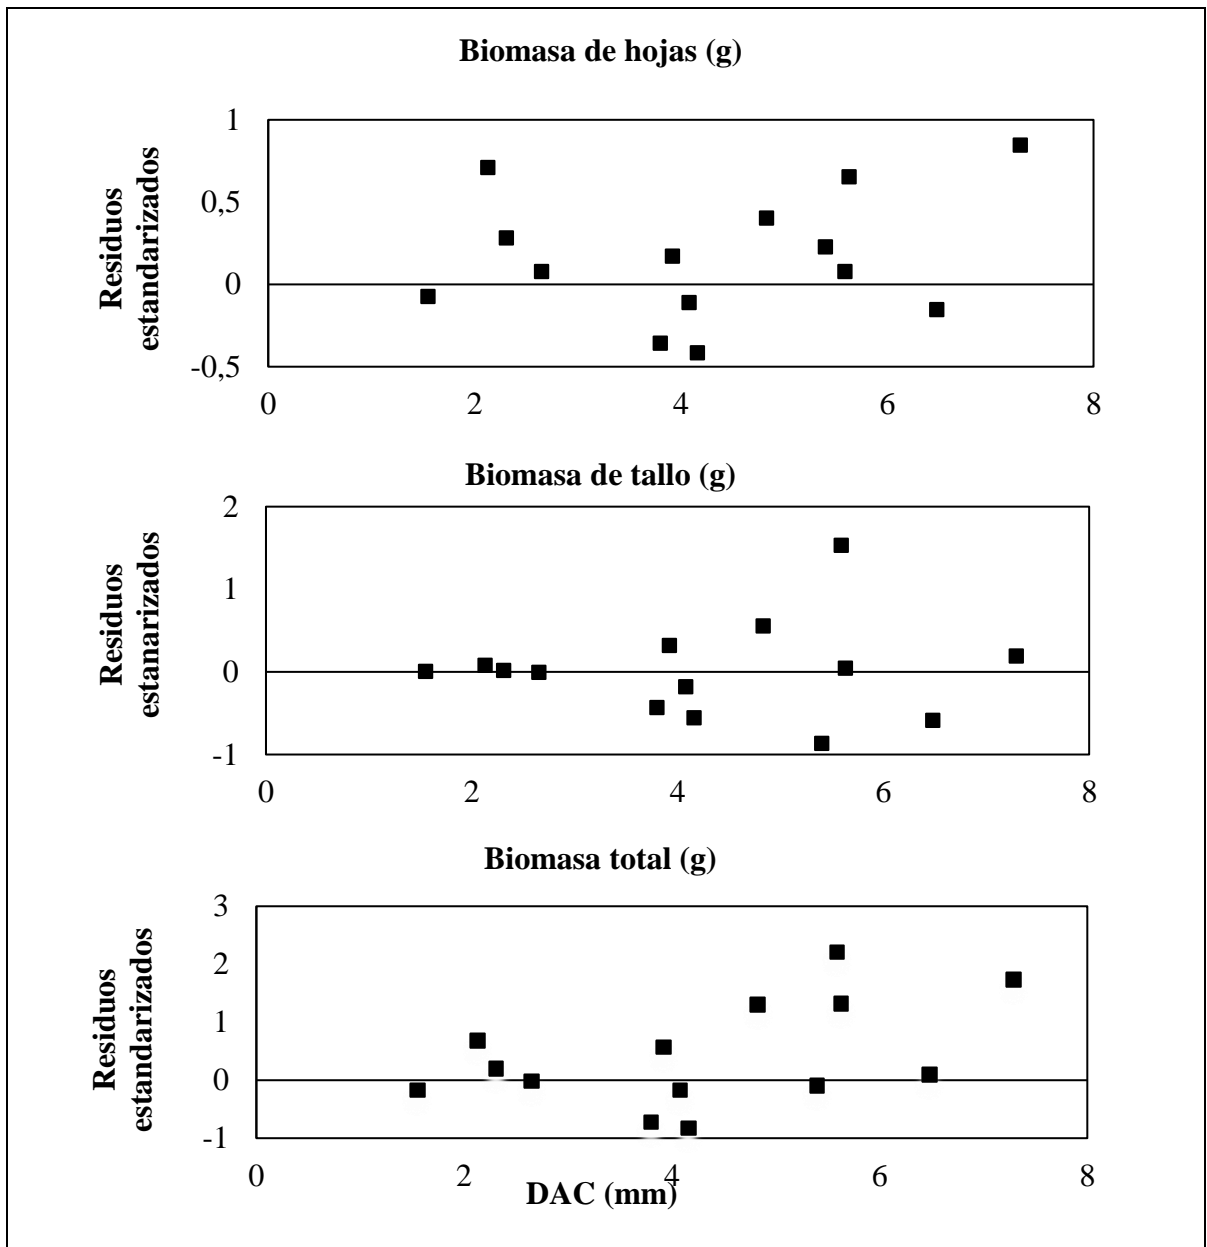 Biomasa de hojas (g)
Residuos
estandarizados
1
0,5
0
-0,5
0 2 4 6 8
Biomasa de tallo (g)
Residuos
estanarizados
2
1
0
-1
0 2 4 6 8
Biomasa total (g)
Residuos
estandarizados
3
2
1
0
-1
0 2 4 6 8
DAC (mm)